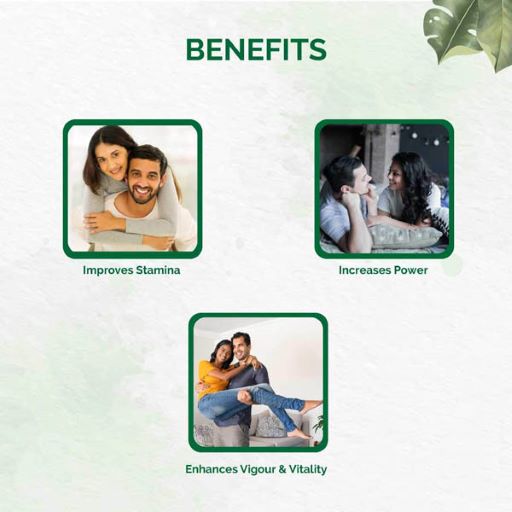 BENEFITS
Improves Stamina
Increases Power
Enhances Vigour & Vitality